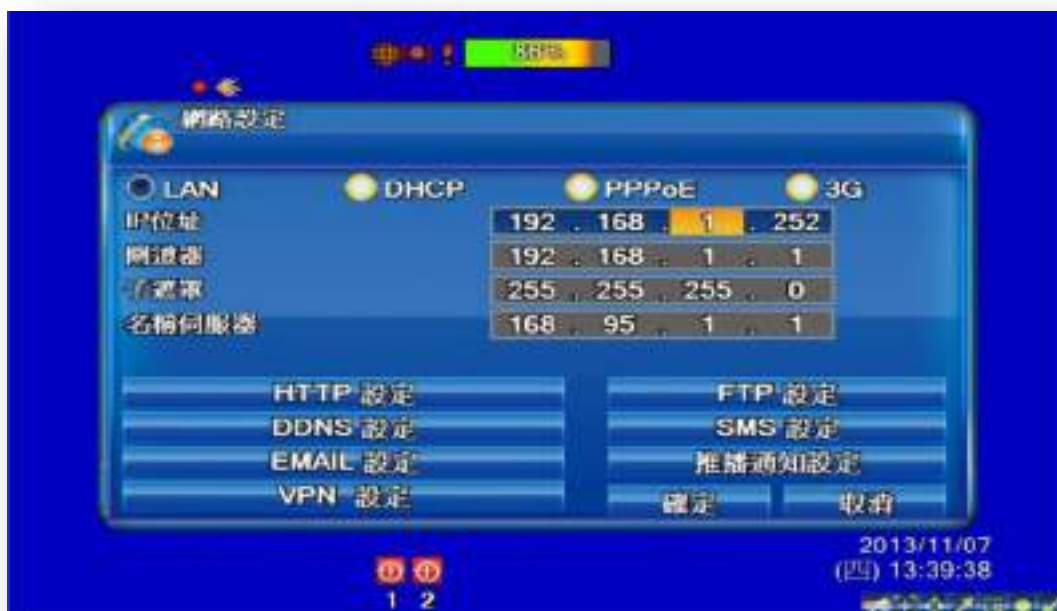 88%
網路設定
LAN DHCP PPPoE 3G
IP位址 192 . 168 . 1 . 252
閘道器 192 . 168 . 1 . 1
子遮罩 255 . 255 . 255 . 0
名稱伺服器 168 . 95 . 1 . 1
HTTP 設定 FTP 設定
DDNS 設定 SMS 設定
EMAIL 設定 推播通知設定
VPN 設定 確定 取消
2013/11/07
(四) 13:39:38
1 2